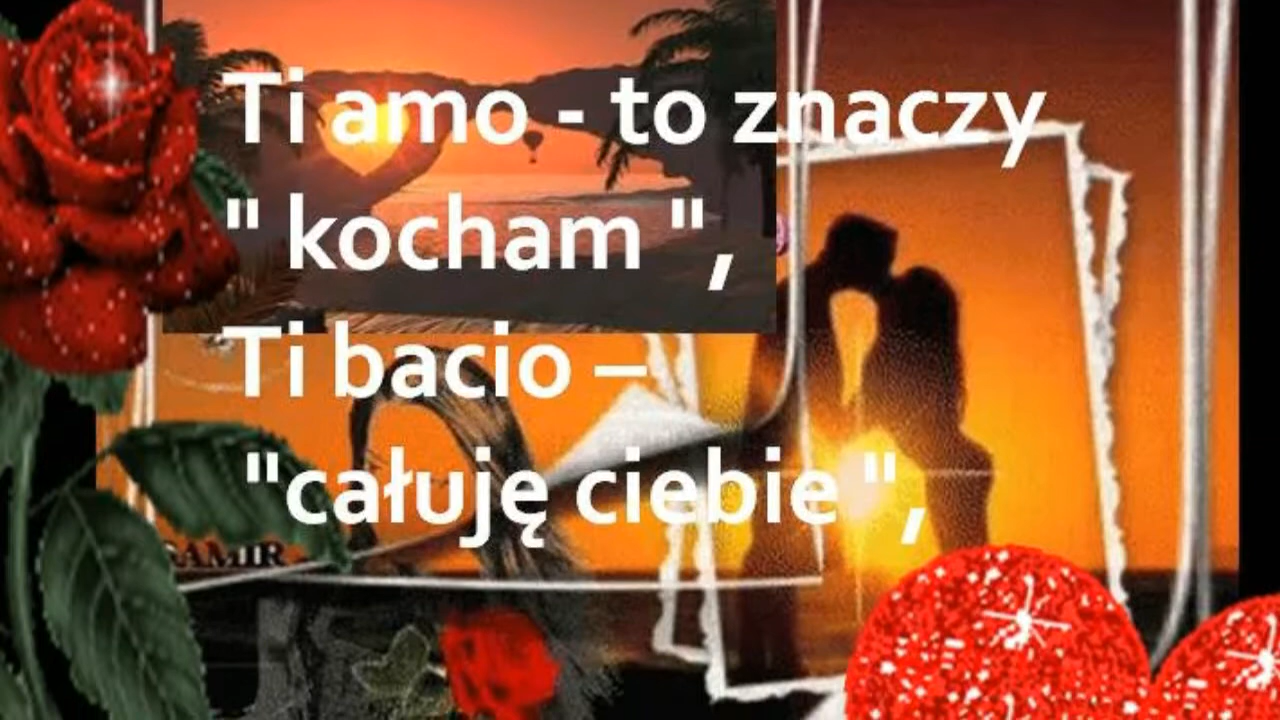 Ti amo - to znaczy
" kocham ",
Ti bacio –
"całuję ciebie ",
SAMIR